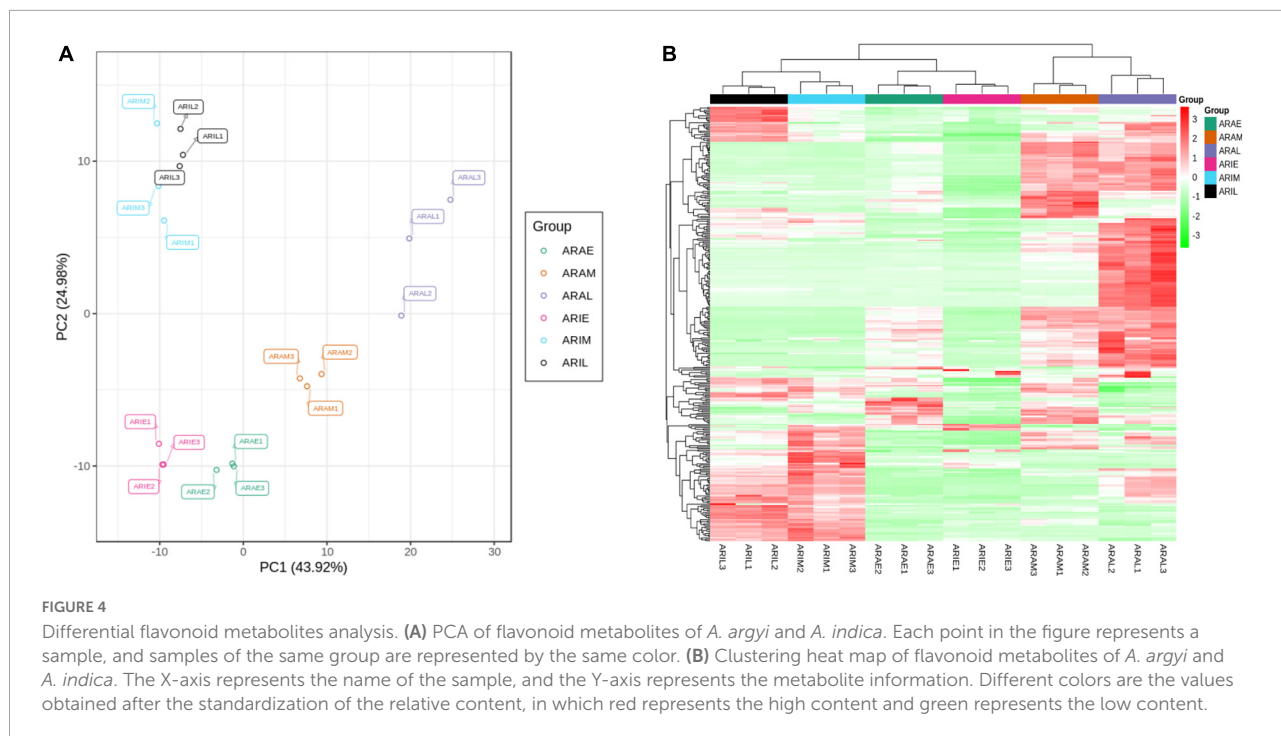 A
ARIM2
ARIL2
ARIL1
ARIL3
ARIM3
ARIM1
ARAL3
ARAL1
ARAL2
ARAM3
ARAM2
ARAM1
ARIE1
ARIE3
ARIE2
ARAE1
ARAE2
ARAE3
10
0
-10
PC2 (24.98%)
-10
0
10
20
30
PC1 (43.92%)
Group
ARAE
ARAM
ARAL
ARIE
ARIM
ARIL
B
Group
Group
ARAE
ARAM
ARAL
ARIE
ARIM
ARIL
3
2
1
0
-1
-2
-3
ARIL3
ARIL1
ARIL2
ARIM2
ARIM1
ARIM3
ARAE2
ARAE1
ARAE3
ARIE1
ARIE2
ARIE3
ARAM3
ARAM1
ARAM2
ARAL2
ARAL1
ARAL3
FIGURE 4
Differential flavonoid metabolites analysis. (A) PCA of flavonoid metabolites of A. argyi and A. indica. Each point in the figure represents a
sample, and samples of the same group are represented by the same color. (B) Clustering heat map of flavonoid metabolites of A. argyi and
A. indica. The X-axis represents the name of the sample, and the Y-axis represents the metabolite information. Different colors are the values
obtained after the standardization of the relative content, in which red represents the high content and green represents the low content.